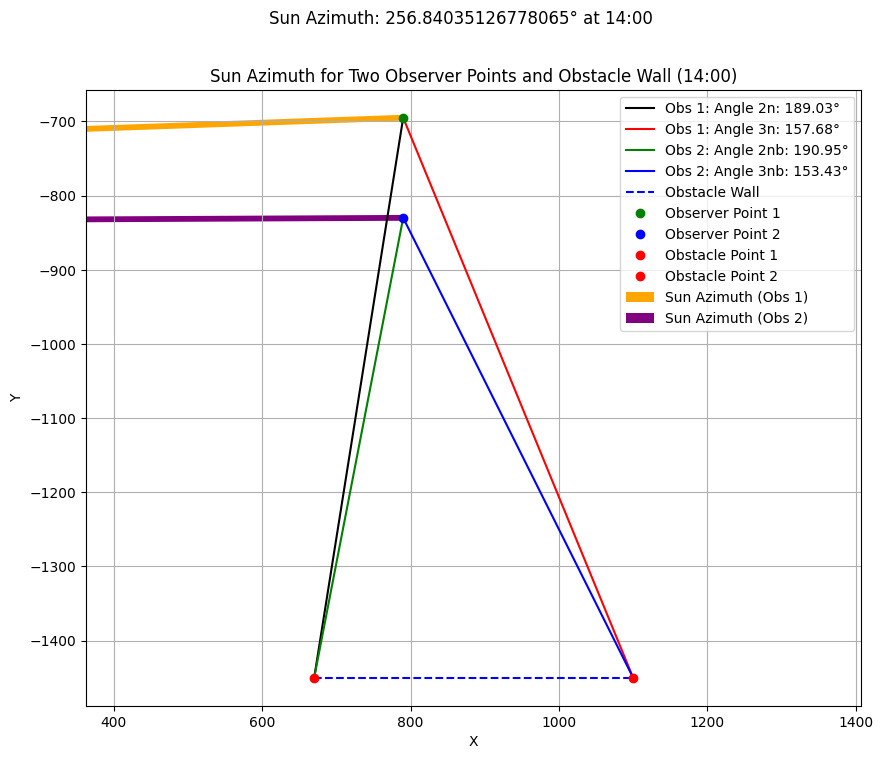 Sun Azimuth: 256.84035126778065° at 14:00
Sun Azimuth for Two Observer Points and Obstacle Wall (14:00)
Obs 1: Angle 2n: 189.03°
Obs 1: Angle 3n: 157.68°
Obs 2: Angle 2nb: 190.95°
Obs 2: Angle 3nb: 153.43°
Obstacle Wall
Observer Point 1
Observer Point 2
Obstacle Point 1
Obstacle Point 2
Sun Azimuth (Obs 1)
Sun Azimuth (Obs 2)
−700
−800
−900
−1000
−1100
−1200
−1300
−1400
Y
400
600
800
1000
1200
1400
X